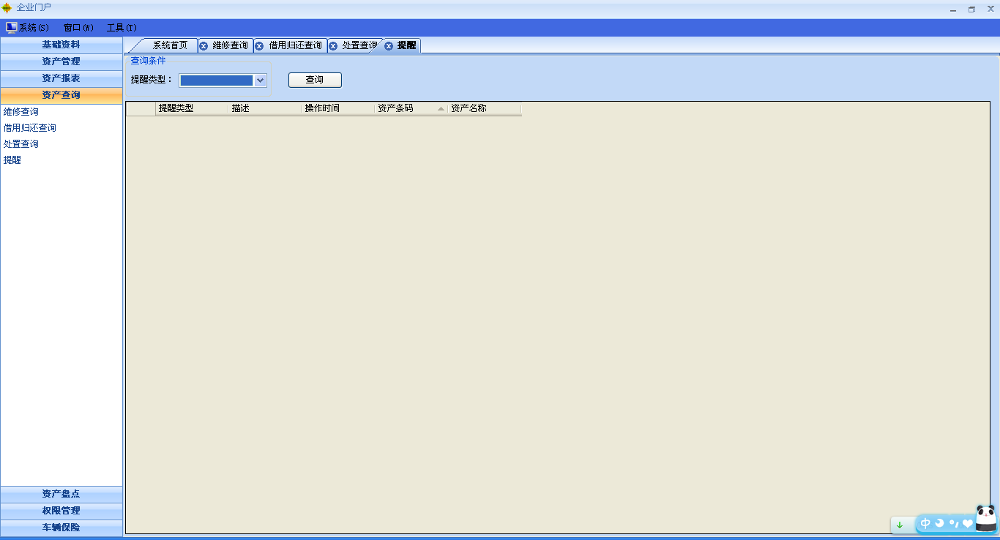 企业门户
系统(S) 窗口(W) 工具(T)
基础资料
资产管理
资产报表
资产查询
维修查询
借用归还查询
处置查询
提醒
资产盘点
权限管理
车辆保险
系统首页 维修查询 借用归还查询 处置查询 提醒
查询条件
提醒类型： 查询
提醒类型 描述 操作时间 资产条码 资产名称
中